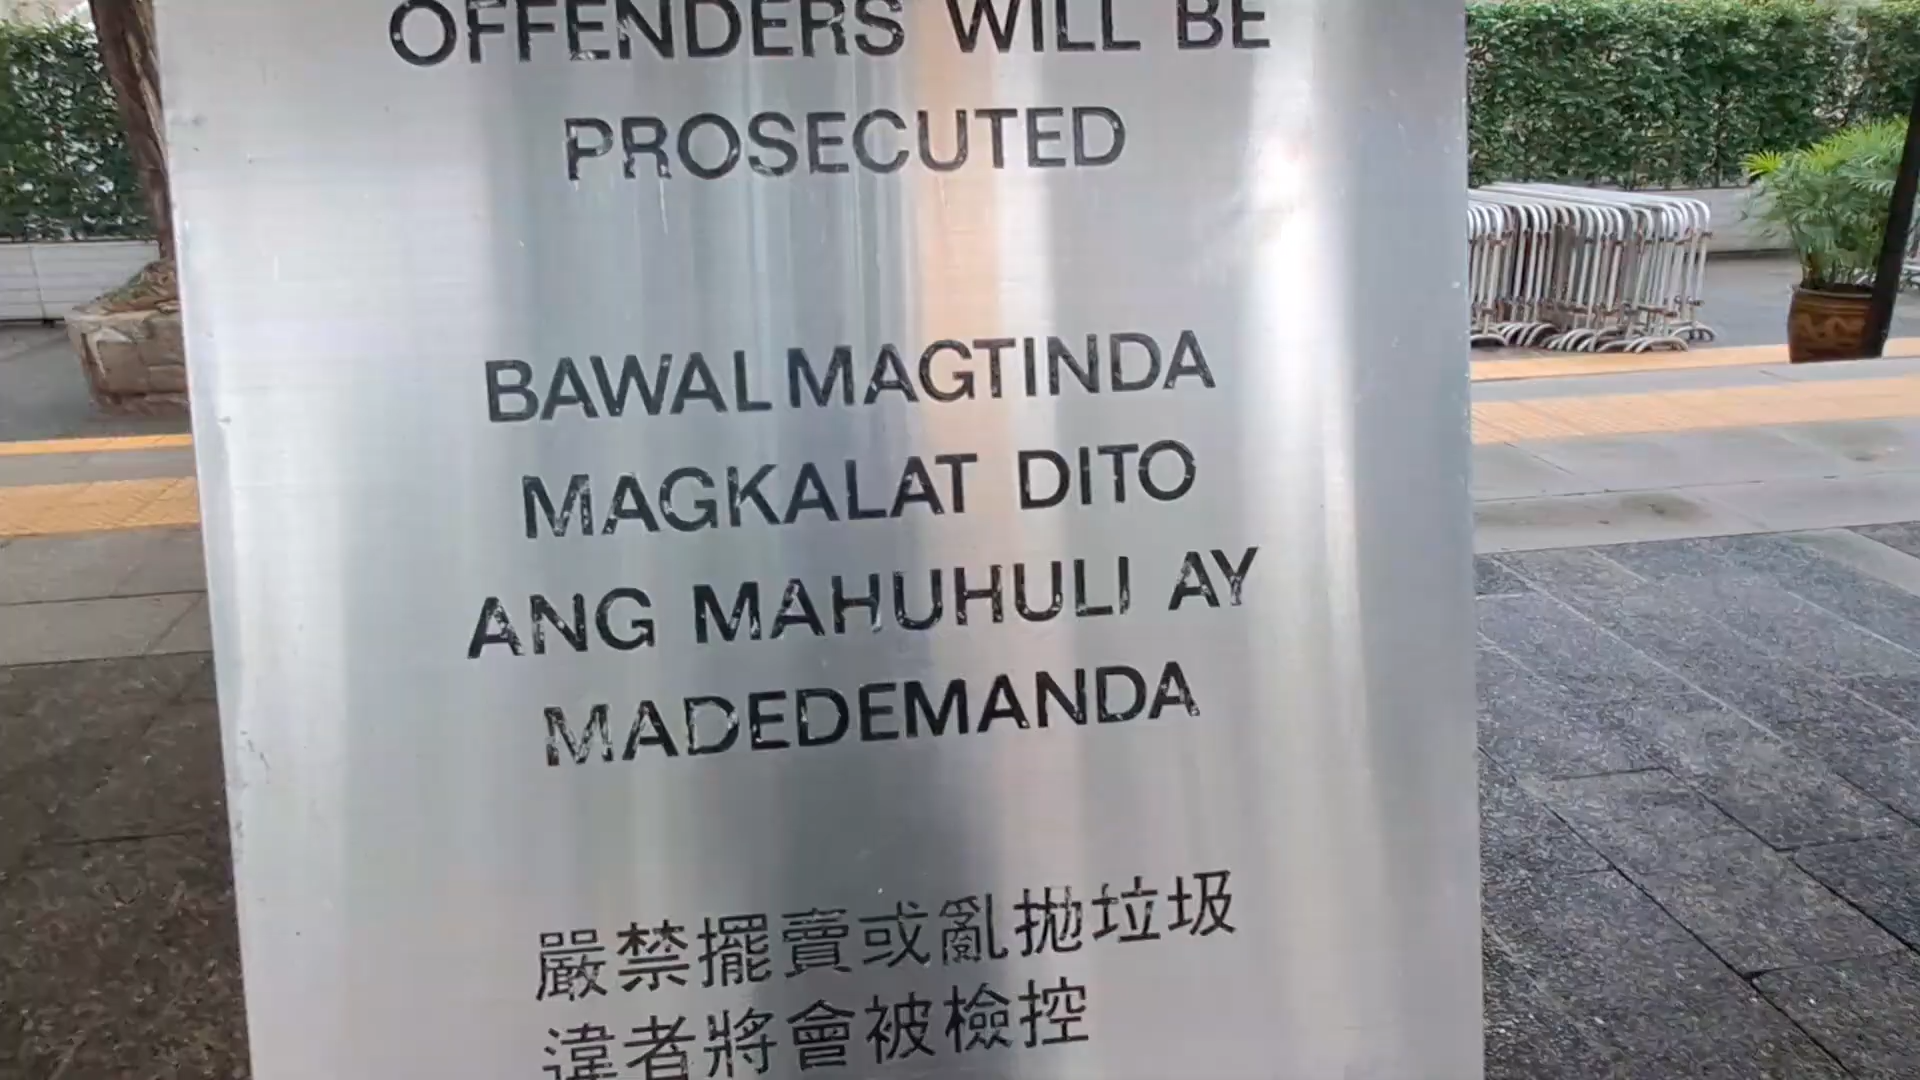 OFFENDERS WILL BE
PROSECUTED
BAWAL MAGTINDA
MAGKALAT DITO
ANG MAHUHULI AY
MADEDEMANDA
嚴禁擺賣或亂拋垃圾
違者將會被檢控